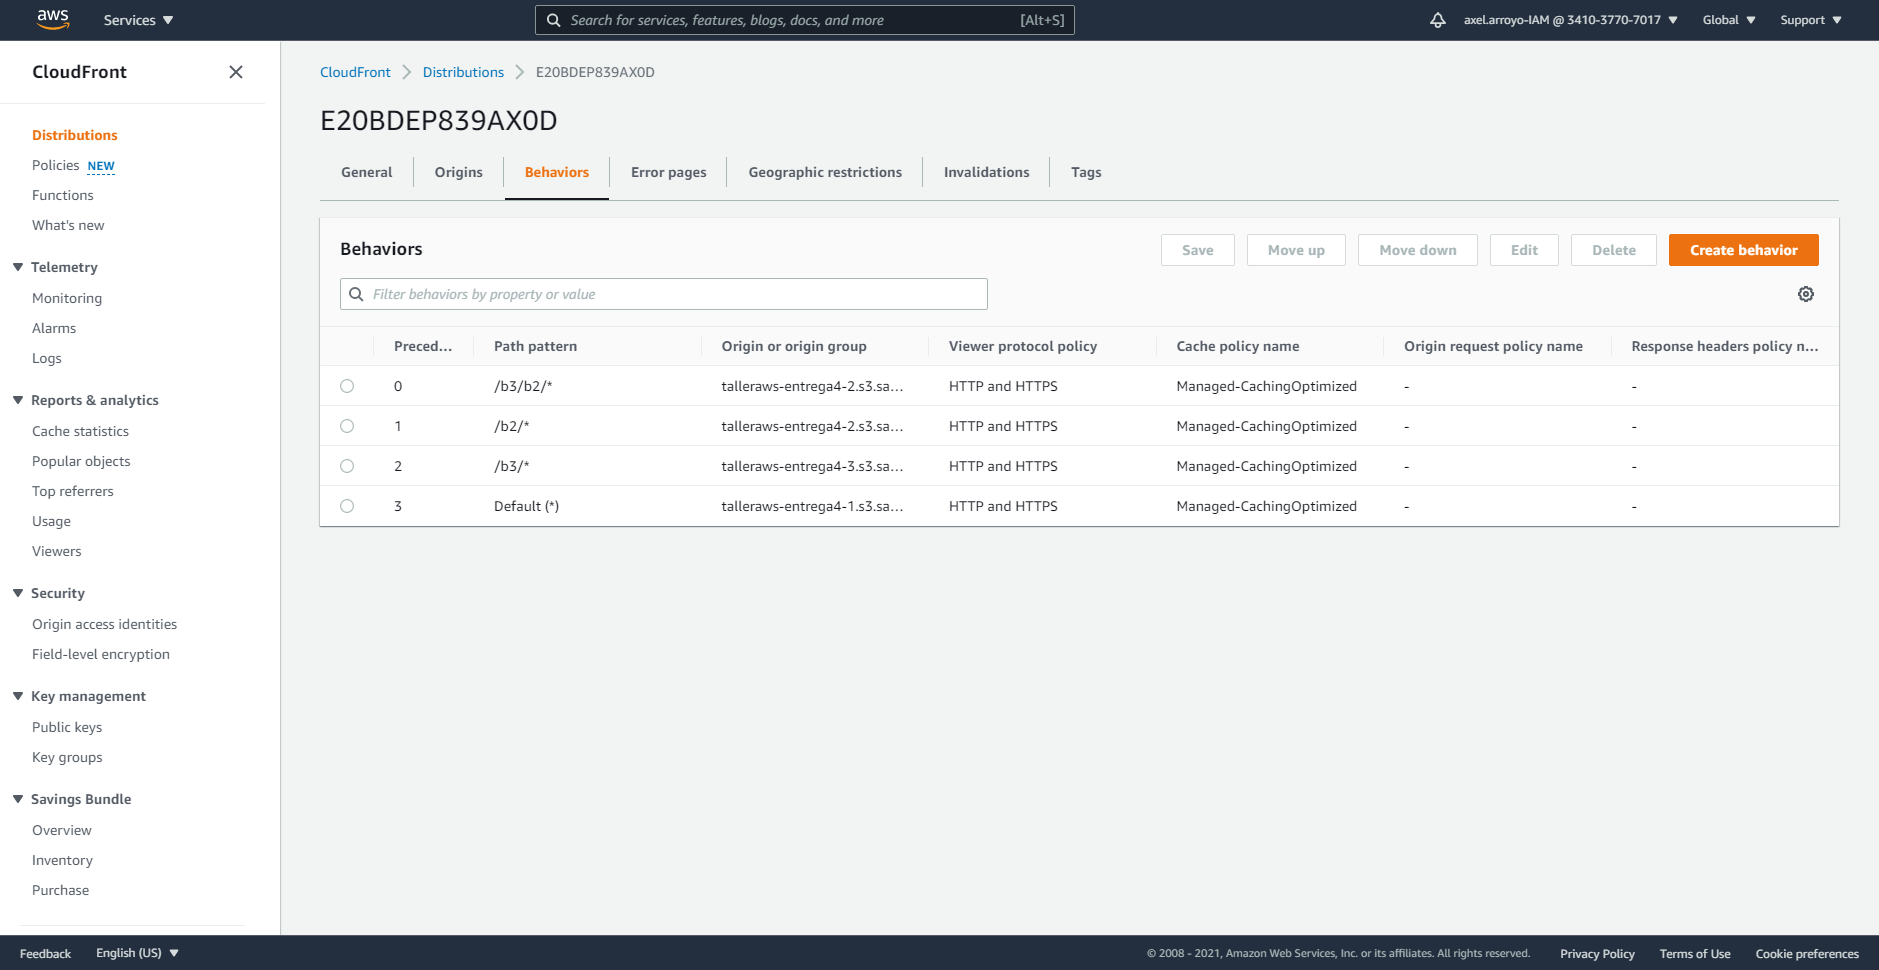 aws Services Search for services, features, blogs, docs, and more [Alt+S] axel.arroyo-IAM @ 3410-3770-7017 Global Support
CloudFront
Distributions
Policies NEW
Functions
What's new
Telemetry
Monitoring
Alarms
Logs
Reports & analytics
Cache statistics
Popular objects
Top referrers
Usage
Viewers
Security
Origin access identities
Field-level encryption
Key management
Public keys
Key groups
Savings Bundle
Overview
Inventory
Purchase
CloudFront Distributions E20BDEP839AX0D
E20BDEP839AX0D
General Origins Behaviors Error pages Geographic restrictions Invalidations Tags
Behaviors Save Move up Move down Edit Delete Create behavior
Filter behaviors by property or value
Preced... Path pattern Origin or origin group Viewer protocol policy Cache policy name Origin request policy name Response headers policy n...
0 /b3/b2/* talleraws-entrega4-2.s3.sa... HTTP and HTTPS Managed-CachingOptimized - -
1 /b2/* talleraws-entrega4-2.s3.sa... HTTP and HTTPS Managed-CachingOptimized - -
2 /b3/* talleraws-entrega4-3.s3.sa... HTTP and HTTPS Managed-CachingOptimized - -
3 Default (*) talleraws-entrega4-1.s3.sa... HTTP and HTTPS Managed-CachingOptimized - -
Feedback English (US) © 2008 - 2021, Amazon Web Services, Inc. or its affiliates. All rights reserved. Privacy Policy Terms of Use Cookie preferences